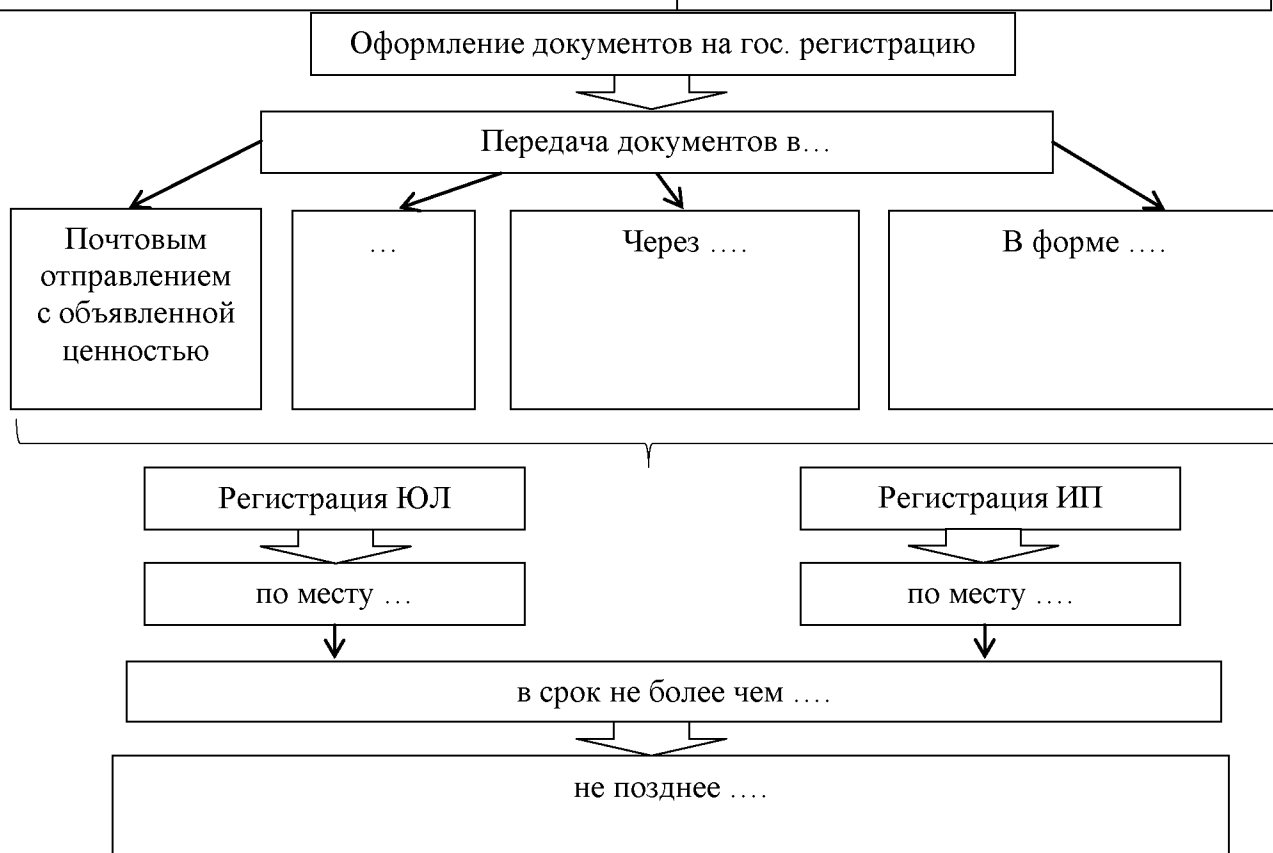 Оформление документов на гос. регистрацию
Передача документов в…
Почтовым
отправлением
с объявленной
ценностью
…
Через ….
В форме ….
Регистрация ЮЛ
Регистрация ИП
по месту …
по месту ….
в срок не более чем ….
не позднее ….